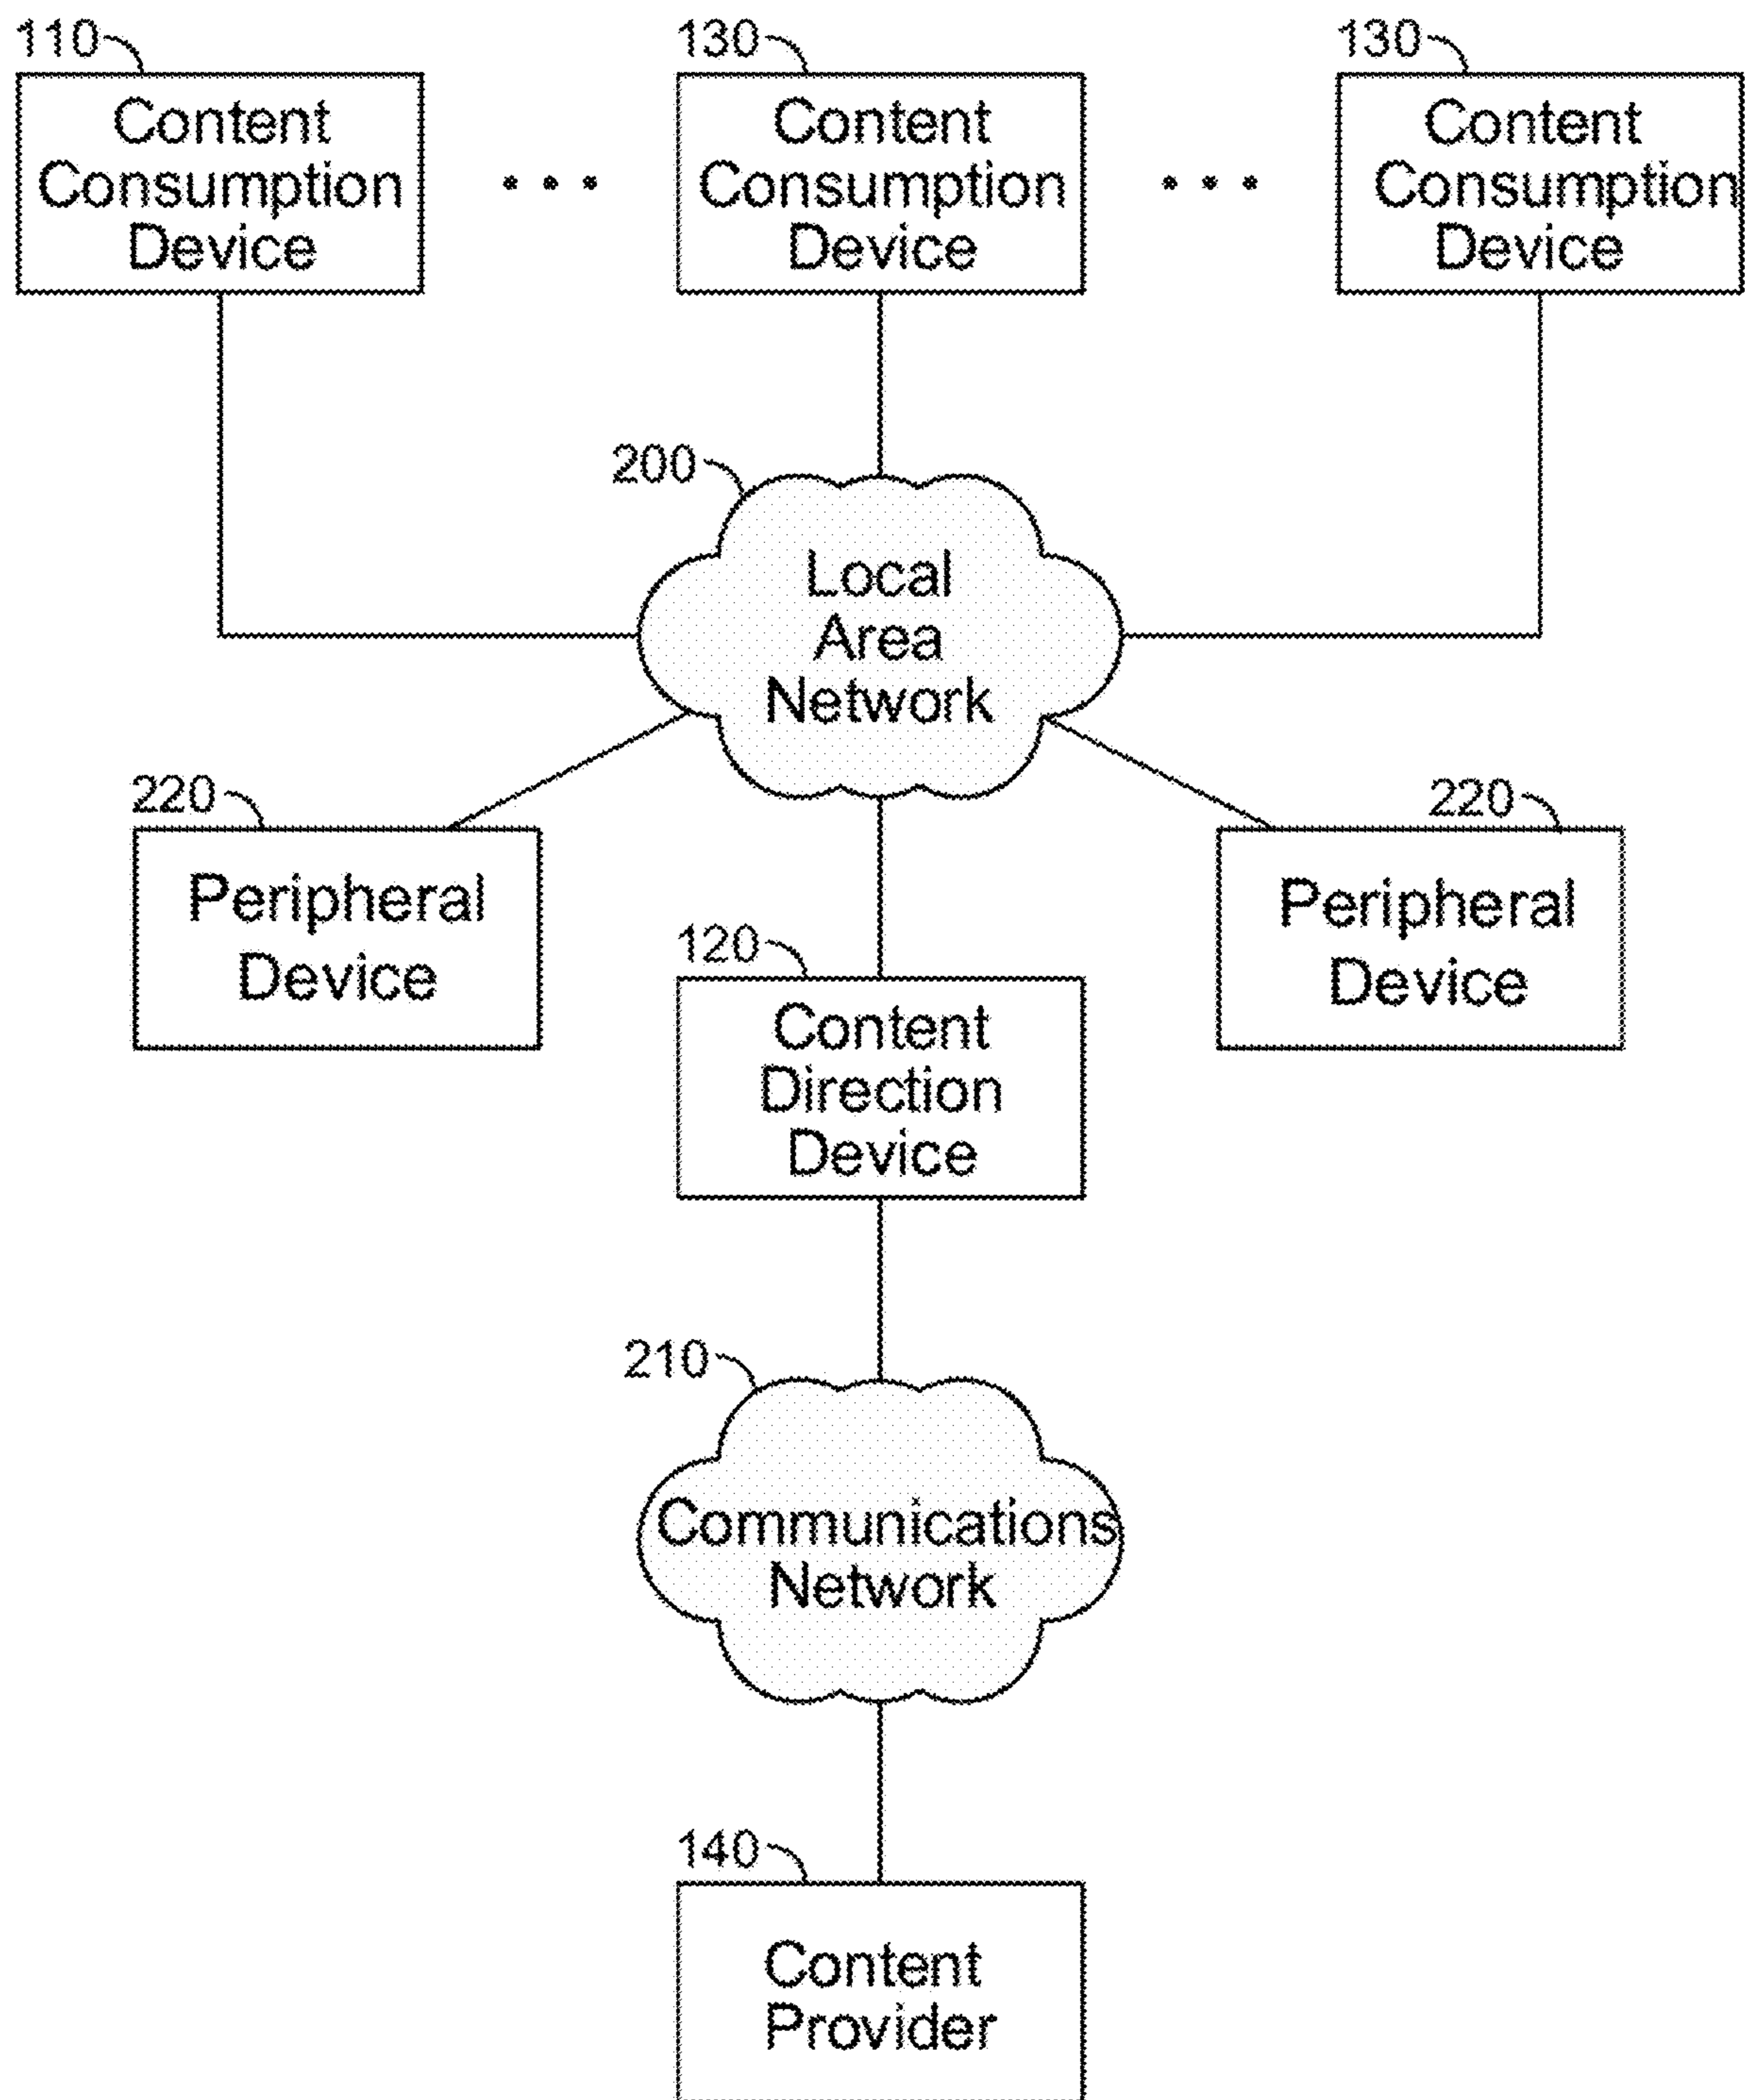 110
130
130
Content
Consumption
Device
Content
Consumption
Device
Content
Consumption
Device
200
Local
Area
Network
220
Peripheral
Device
220
Peripheral
Device
120
Content
Direction
Device
210
Communications
Network
140
Content
Provider